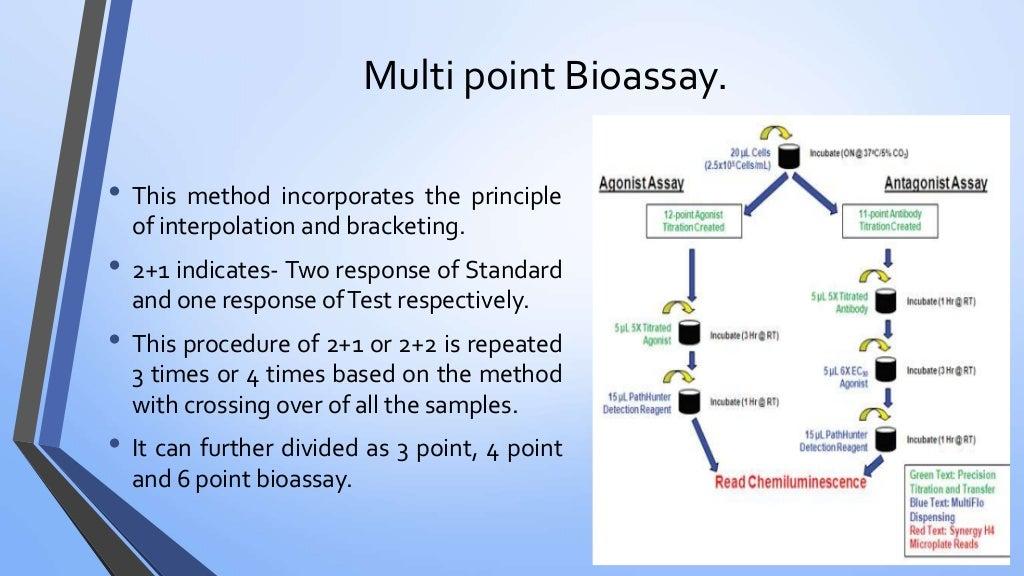 Multi point Bioassay.
• This method incorporates the principle
of interpolation and bracketing.
• 2+1 indicates- Two response of Standard
and one response of Test respectively.
• This procedure of 2+1 or 2+2 is repeated
3 times or 4 times based on the method
with crossing over of all the samples.
• It can further divided as 3 point, 4 point
and 6 point bioassay.
20 µL Cells
(2.5x10⁵ Cells/mL)
Incubate (ON @ 37ºC/5% CO₂)
Agonist Assay
Antagonist Assay
12-point Agonist
Titration Created
11-point Antibody
Titration Created
5 µL 5X Titrated
Antibody
Incubate (1 Hr @ RT)
5 µL 5X Titrated
Agonist
Incubate (3 Hr @ RT)
5 µL 6X EC₈₀
Agonist
Incubate (3 Hr @ RT)
15 µL PathHunter
Detection Reagent
Incubate (1 Hr @ RT)
15 µL PathHunter
Detection Reagent
Incubate (1 Hr @ RT)
Read Chemiluminescence
Green Text: Precision
Titration and Transfer
Blue Text: MultiFlo
Dispensing
Red Text: Synergy H4
Microplate Reads